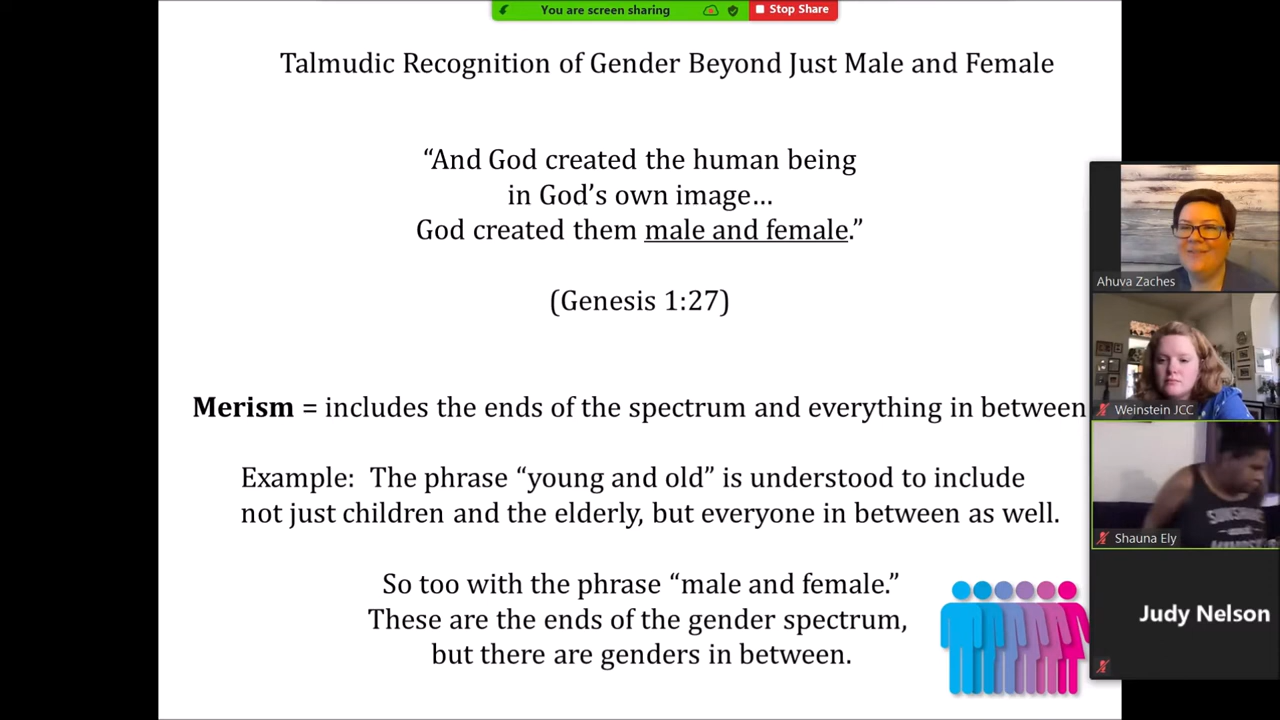 You are screen sharing
Stop Share
Talmudic Recognition of Gender Beyond Just Male and Female
“And God created the human being
in God’s own image…
God created them male and female.”
(Genesis 1:27)
Merism = includes the ends of the spectrum and everything in between
Example:  The phrase “young and old” is understood to include
not just children and the elderly, but everyone in between as well.
So too with the phrase “male and female.”
These are the ends of the gender spectrum,
but there are genders in between.
Ahuva Zaches
Weinstein JCC
Shauna Ely
Judy Nelson